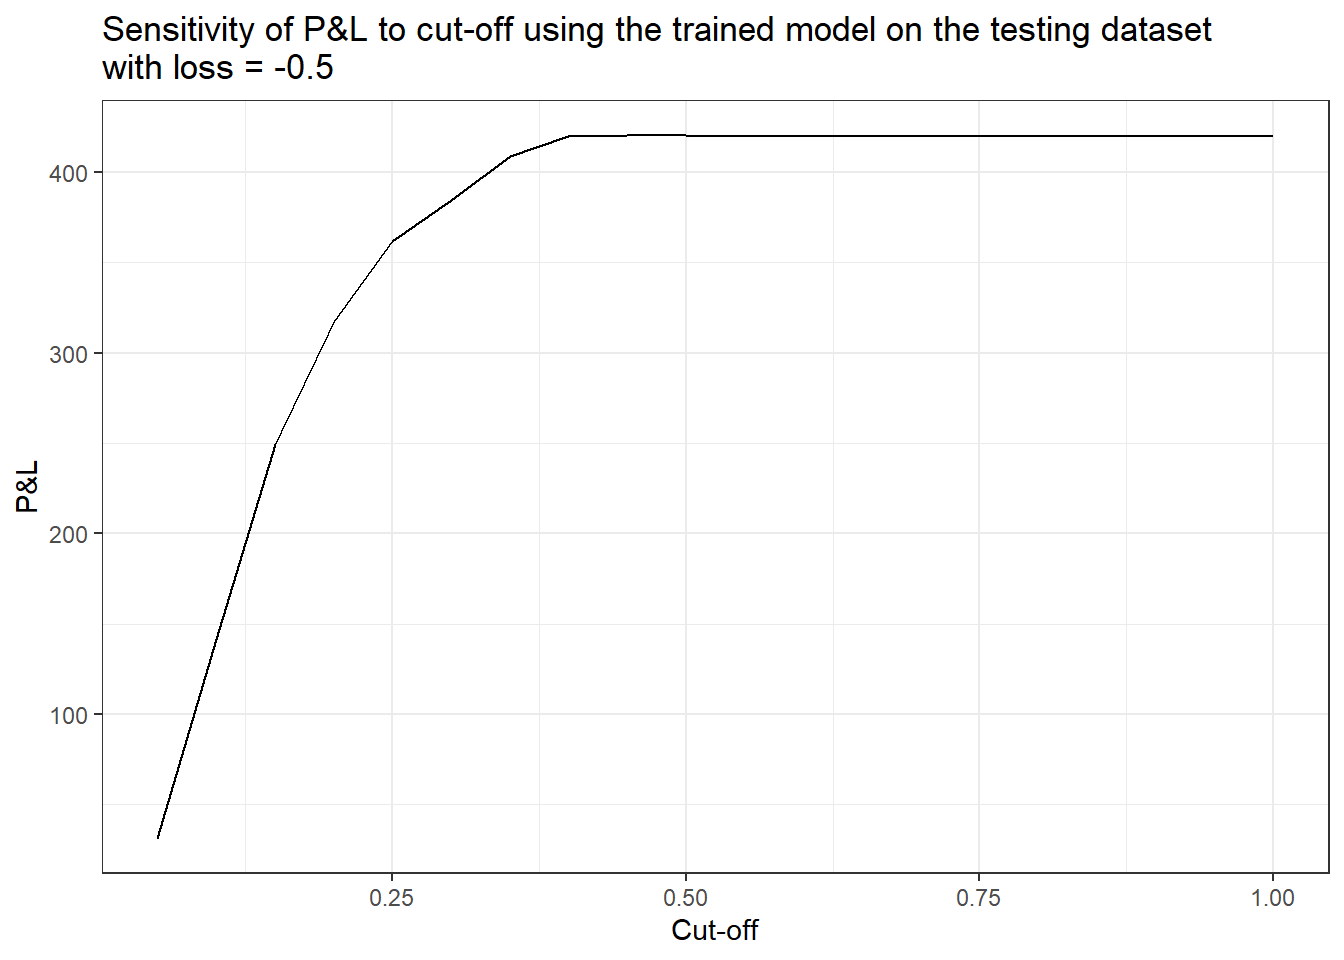 Sensitivity of P&L to cut-off using the trained model on the testing dataset
with loss = -0.5
400
300
200
100
P&L
0.25 0.50 0.75 1.00
Cut-off